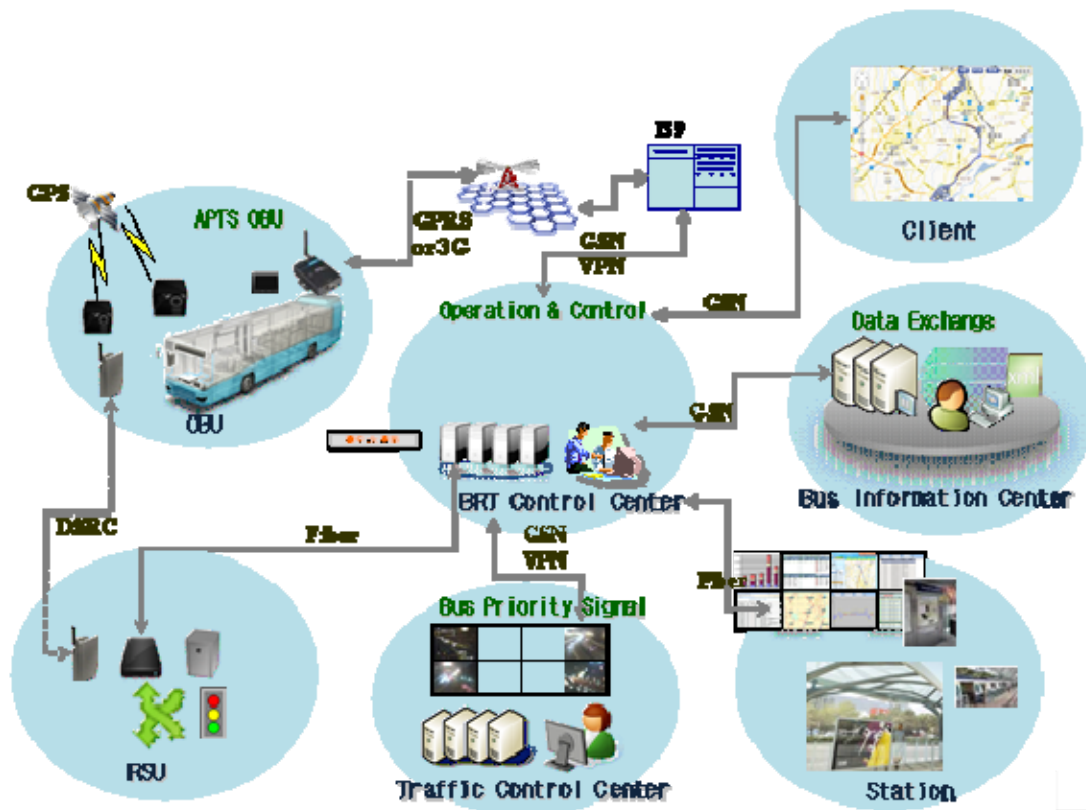 ISP
GPS
APTS OBU
GPRS
or3G
GSN
VPN
Client
Operation & Control
GSN
Data Exchange
OBU
GSN
BRT Control Center
Bus Information Center
DSRC
Fiber
GSN
VPN
Fiber
Bus Priority Signal
IRSU
Traffic Control Center
Station